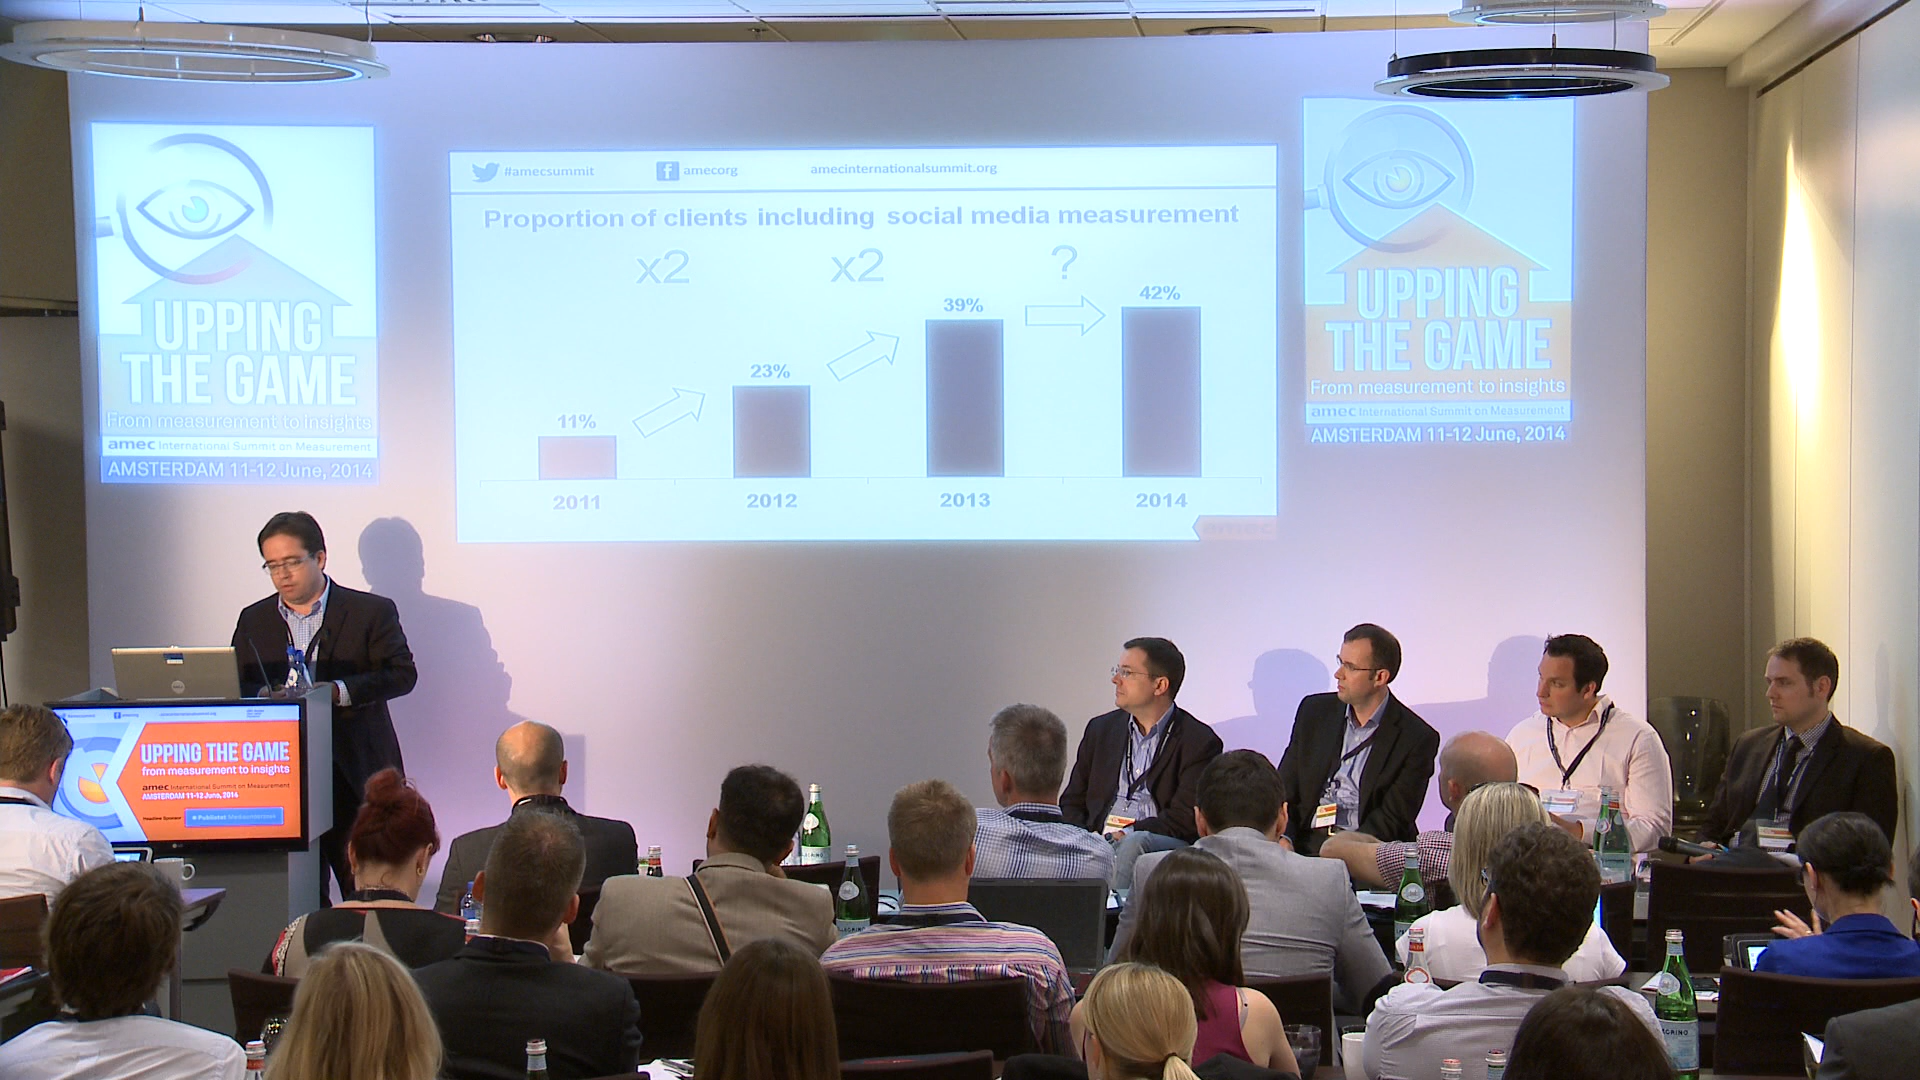 #amecsummit
amecorg
amecinternationalsummit.org
Proportion of clients including social media measurement
x2
x2
?
11%
23%
39%
42%
2011
2012
2013
2014
amec
UPPING
THE GAME
From measurement to insights
amec International Summit on Measurement
AMSTERDAM 11-12 June, 2014
UPPING
THE GAME
From measurement to insights
amec International Summit on Measurement
AMSTERDAM 11-12 June, 2014
UPPING THE GAME
from measurement to insights
amec International Summit on Measurement
AMSTERDAM 11-12 June, 2014
Headline Sponsor